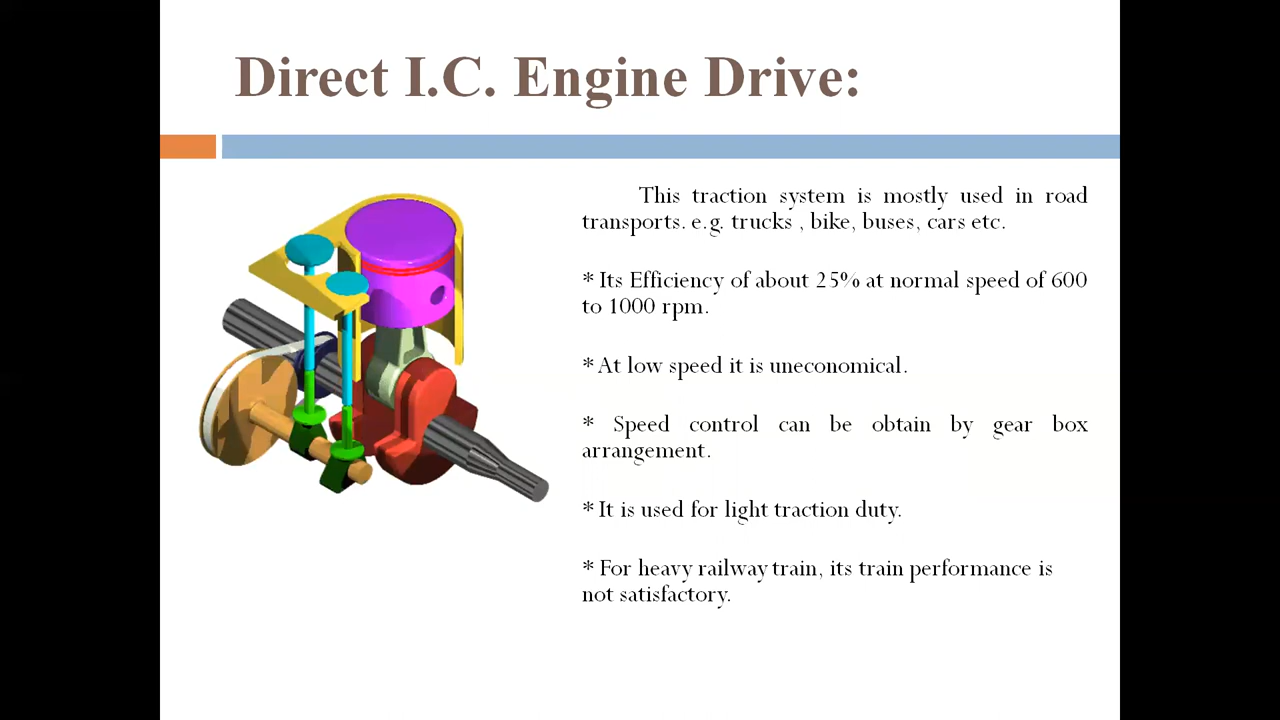 Direct I.C. Engine Drive:
This traction system is mostly used in road
transports. e.g. trucks , bike, buses, cars etc.
* Its Efficiency of about 25% at normal speed of 600
to 1000 rpm.
* At low speed it is uneconomical.
* Speed control can be obtain by gear box
arrangement.
* It is used for light traction duty.
* For heavy railway train, its train performance is
not satisfactory.